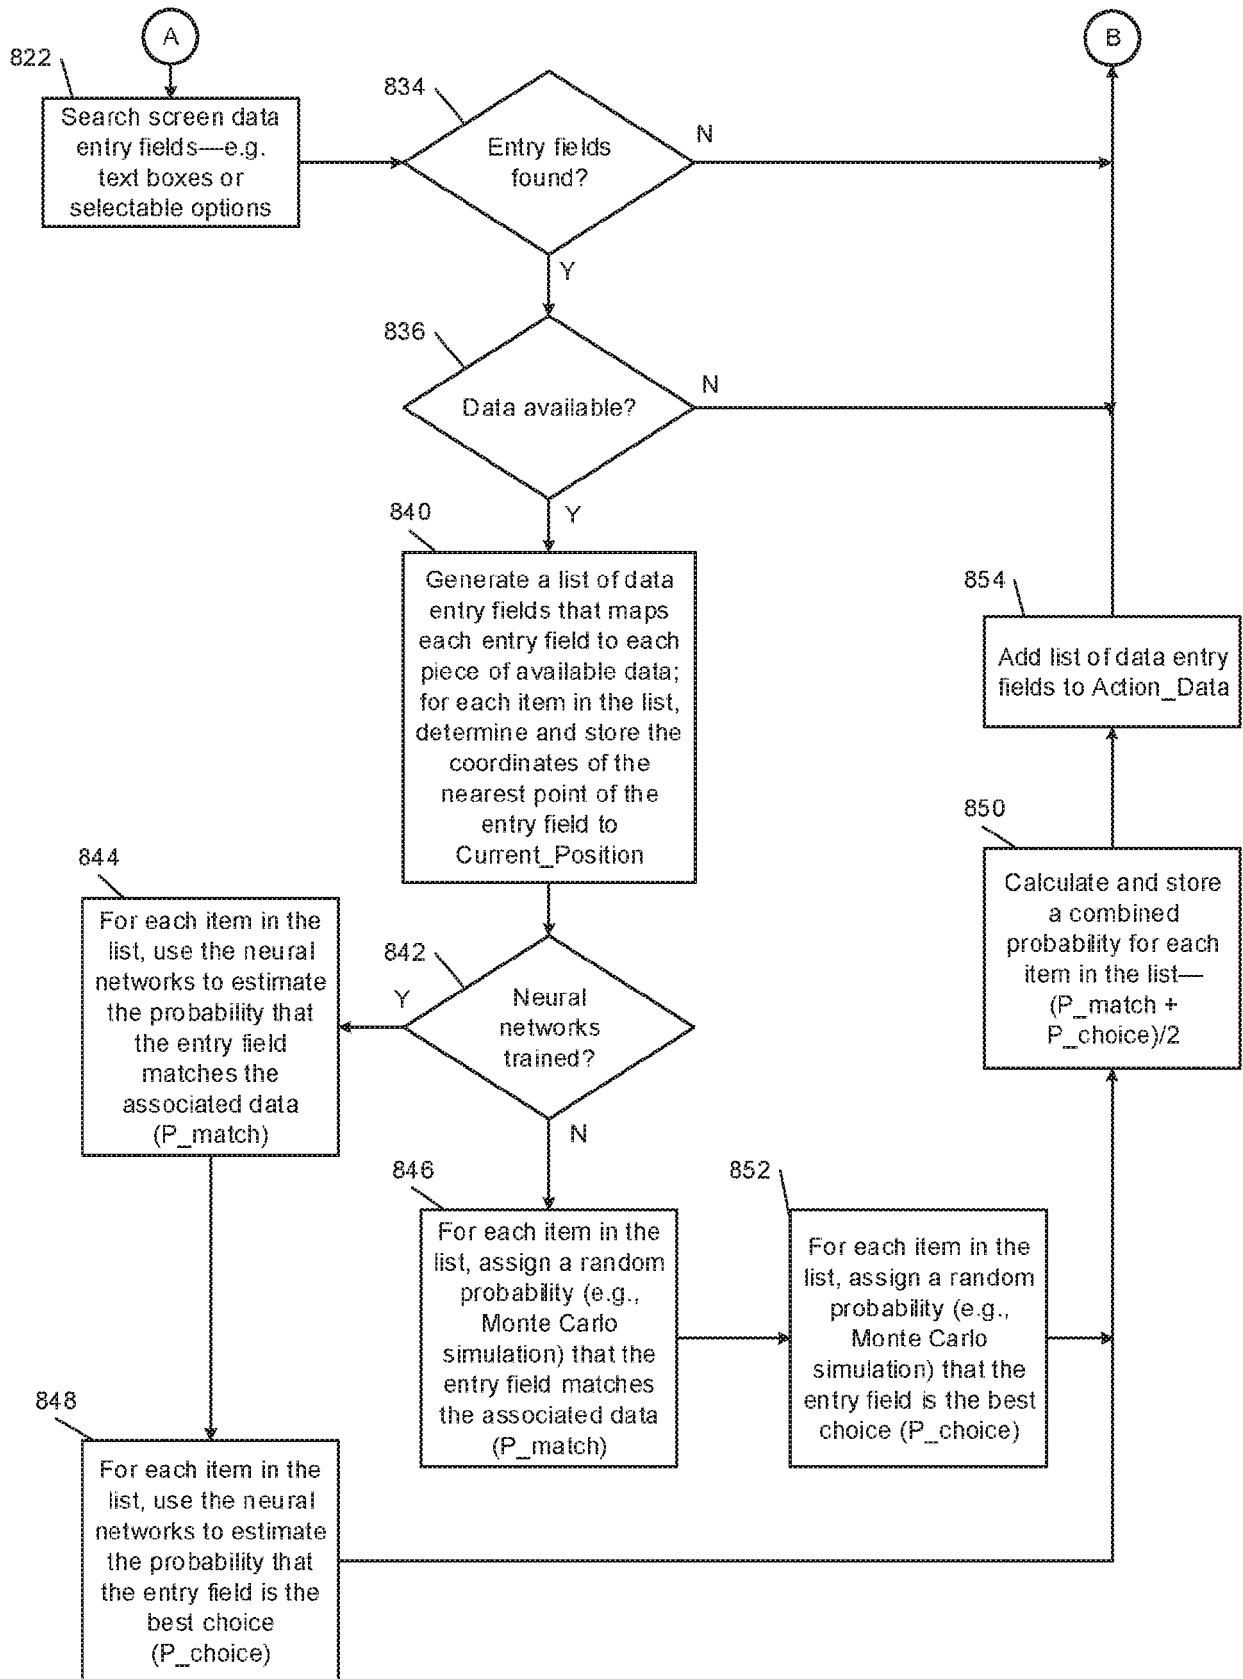 A
B
822
Search screen data
entry fields—e.g.
text boxes or
selectable options
834
Entry fields
found?
N
Y
836
Data available?
N
Y
840
Generate a list of data
entry fields that maps
each entry field to each
piece of available data;
for each item in the list,
determine and store the
coordinates of the
nearest point of the
entry field to
Current_Position
842
Neural
networks
trained?
Y
N
844
For each item in the
list, use the neural
networks to estimate
the probability that
the entry field
matches the
associated data
(P_match)
848
For each item in the
list, use the neural
networks to estimate
the probability that
the entry field is the
best choice
(P_choice)
846
For each item in the
list, assign a random
probability (e.g.,
Monte Carlo
simulation) that the
entry field matches
the associated data
(P_match)
852
For each item in the
list, assign a random
probability (e.g.,
Monte Carlo
simulation) that the
entry field is the best
choice (P_choice)
850
Calculate and store
a combined
probability for each
item in the list—
(P_match +
P_choice)/2
854
Add list of data entry
fields to Action_Data